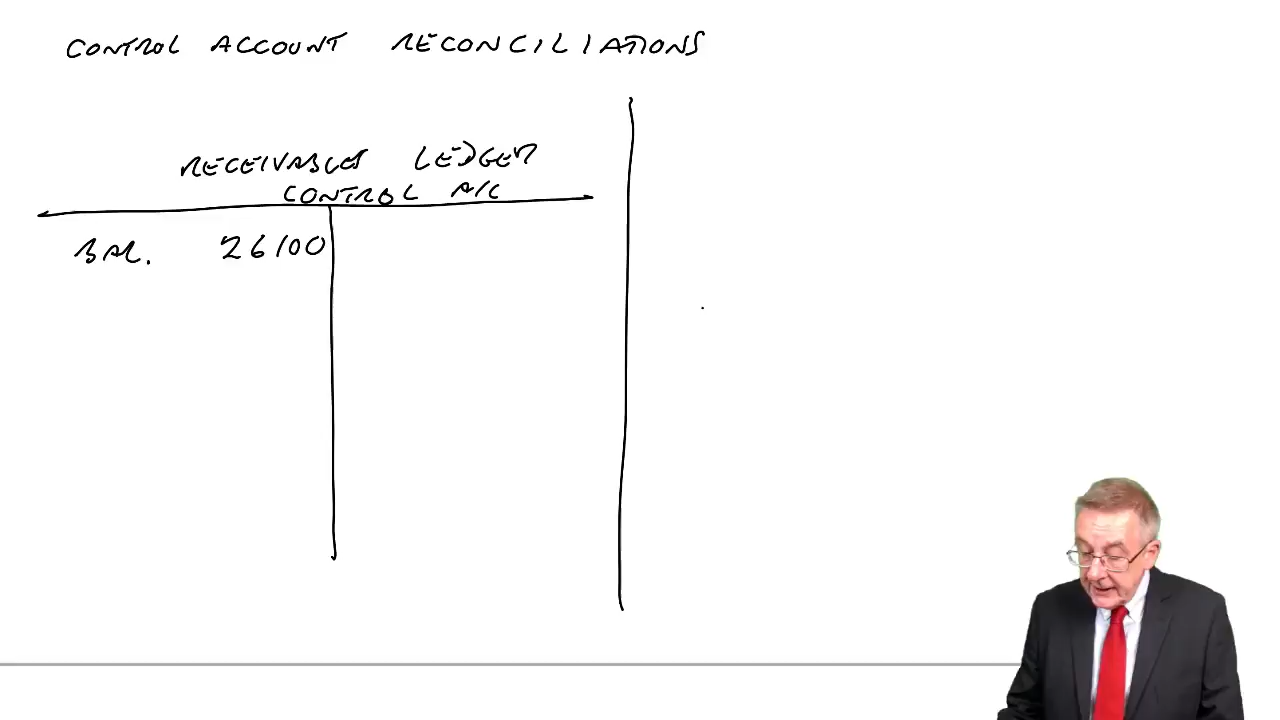 CONTROL ACCOUNT RECONCILIATIONS
RECEIVABLES LEDGER
CONTROL A/C
BAL. 26100